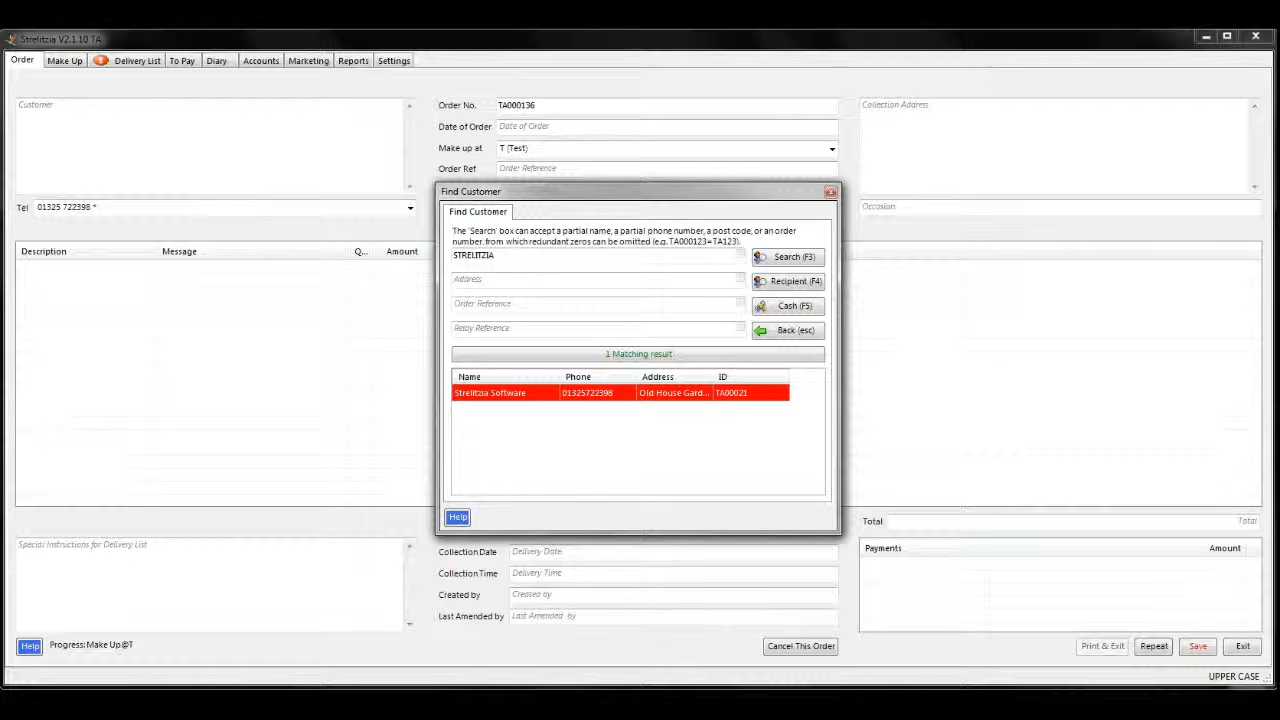 Strelitzia V2.1.10 TA
Order Make Up Delivery List To Pay Diary Accounts Marketing Reports Settings
Customer
Order No. TA000136
Collection Address
Date of Order Date of Order
Make up at T (Test)
Order Ref Order Reference
Tel 01325 722398 *
Occasion
Description Message Q... Amount
Find Customer
Find Customer
The 'Search' box can accept a partial name, a partial phone number, a post code, or an order
number, from which redundant zeros can be omitted (e.g. TA000123=TA123).
STRELITZIA
Search (F3)
Address
Recipient (F4)
Order Reference
Cash (F5)
Relay Reference
Back (esc)
1 Matching result
Name Phone Address ID
Strelitzia Software 01325722398 Old House Gard... TA00021
Help
Total Total
Special Instructions for Delivery List
Collection Date Delivery Date
Collection Time Delivery Time
Created by Created by
Last Amended by Last Amended by
Payments Amount
Help Progress: Make Up@T
Cancel This Order
Print & Exit Repeat Save Exit
UPPER CASE